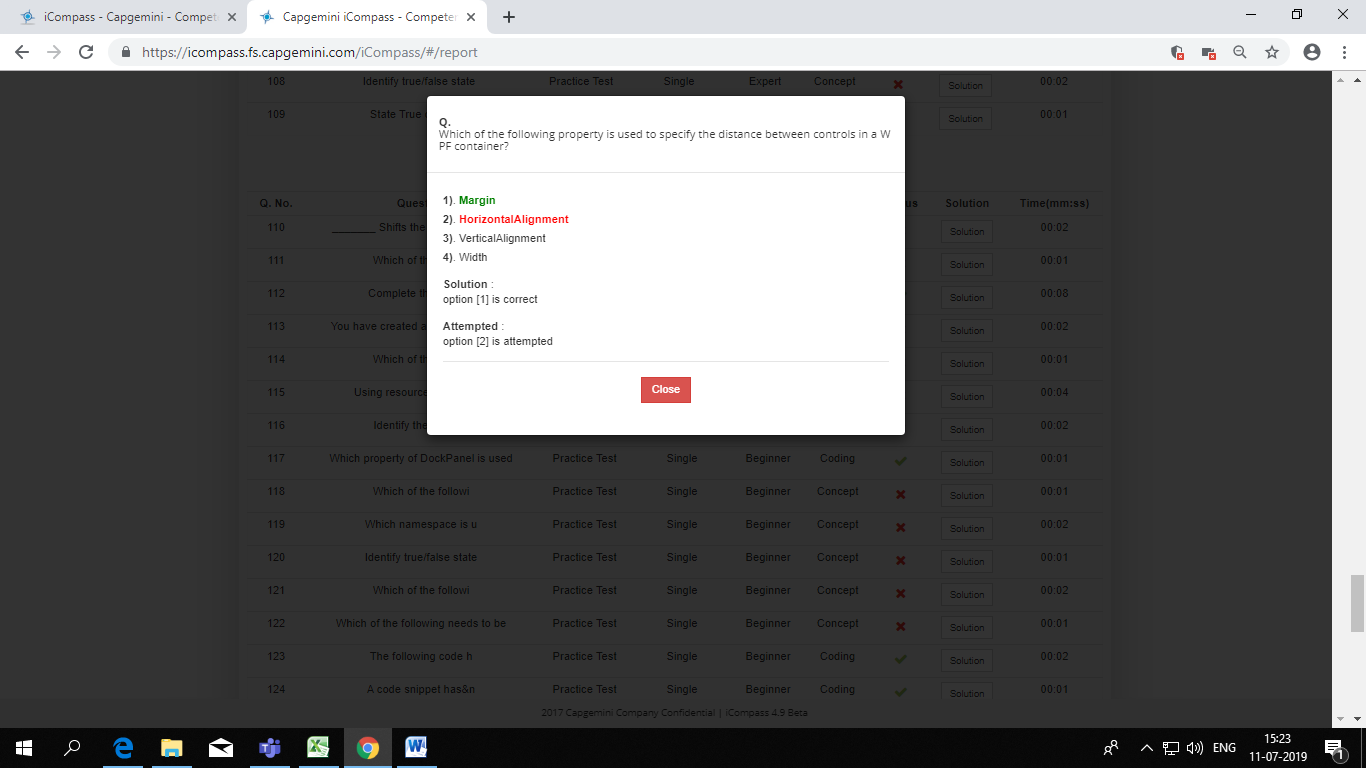 iCompass - Capgemini - Compet
Capgemini iCompass - Competer
https://icompass.fs.capgemini.com/iCompass/#/report
108 Identify true/false state Practice Test Single Expert Concept Solution 00:02
109 State True Solution 00:01
Q.
Which of the following property is used to specify the distance between controls in a W
PF container?
1). Margin
2). HorizontalAlignment
3). VerticalAlignment
4). Width
Solution :
option [1] is correct
Attempted :
option [2] is attempted
Close
Q. No. Ques us Solution Time(mm:ss)
110 _______ Shifts the Solution 00:02
111 Which of th Solution 00:01
112 Complete th Solution 00:08
113 You have created a Solution 00:02
114 Which of th Solution 00:01
115 Using resource Solution 00:04
116 Identify the Solution 00:02
117 Which property of DockPanel is used Practice Test Single Beginner Coding Solution 00:01
118 Which of the followi Practice Test Single Beginner Concept Solution 00:01
119 Which namespace is u Practice Test Single Beginner Concept Solution 00:02
120 Identify true/false state Practice Test Single Beginner Concept Solution 00:01
121 Which of the followi Practice Test Single Beginner Concept Solution 00:02
122 Which of the following needs to be Practice Test Single Beginner Concept Solution 00:01
123 The following code h Practice Test Single Beginner Coding Solution 00:02
124 A code snippet has&n Practice Test Single Beginner Coding Solution 00:01
2017 Capgemini Company Confidential | iCompass 4.9 Beta
ENG
15:23
11-07-2019
1